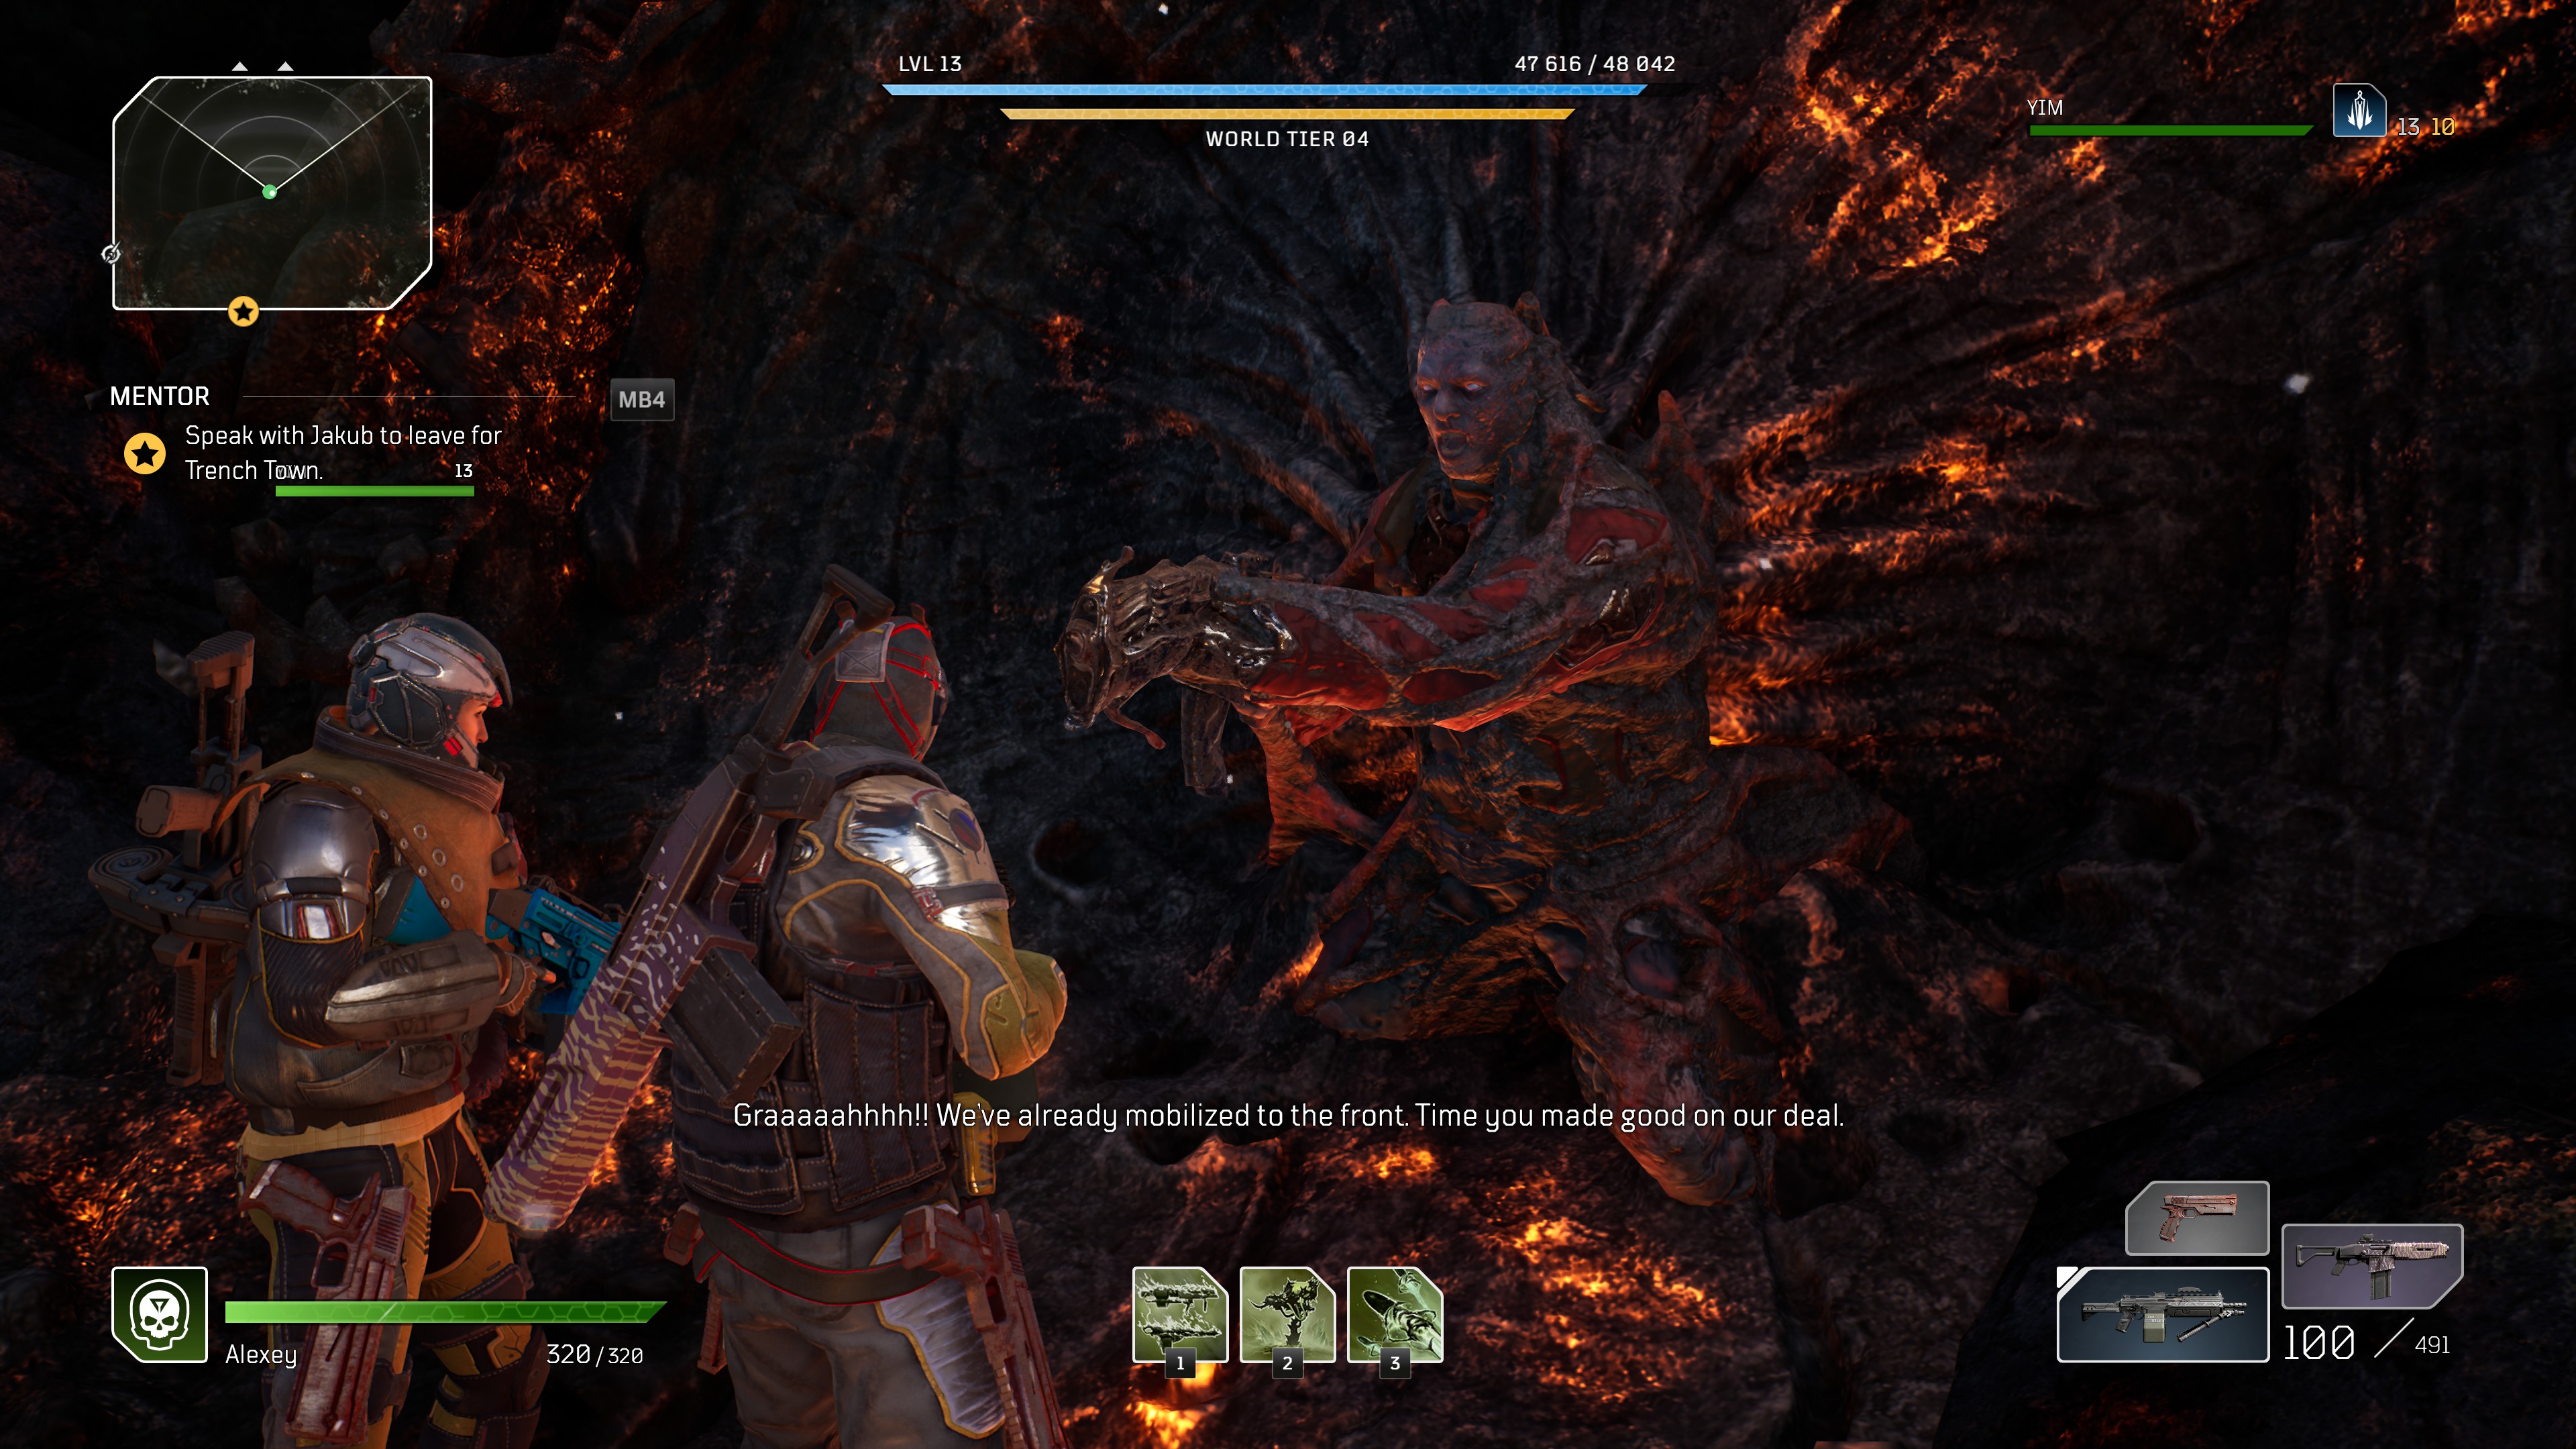 LVL 13
47 616 / 48 042
WORLD TIER 04
YIM
13 10
MENTOR
MB4
Speak with Jakub to leave for
Trench Town.
13
Graaaaahhhh!! We've already mobilized to the front. Time you made good on our deal.
Alexey
320 / 320
1
2
3
100 / 491